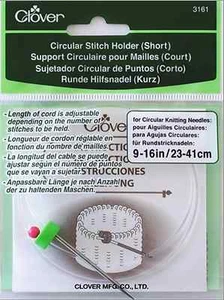 Clover
3161
Circular Stitch Holder (Short)
Support Circulaire pour Mailles (Court)
Sujetador Circular de Puntos (Corto)
Runde Hilfsnadel (Kurz)
- Length of cord is adjustable
depending on the number of
stitches to be held.
- Longueur de cordon réglable en
fonction du nombre de mailles.
- La longitud del cable se puede
ajustar según el número de puntos
que se vayan a sujetar.
- Anpassbare Länge je nach Anzahl
der zu haltenden Maschen.
for Circular Knitting Needles:
pour Aiguilles Circulaires:
para Agujas Circulares:
für Rundstricknadeln:
9-16in/23-41cm
Clover
STRUCCIONES
CLOVER MFG. CO., LTD.